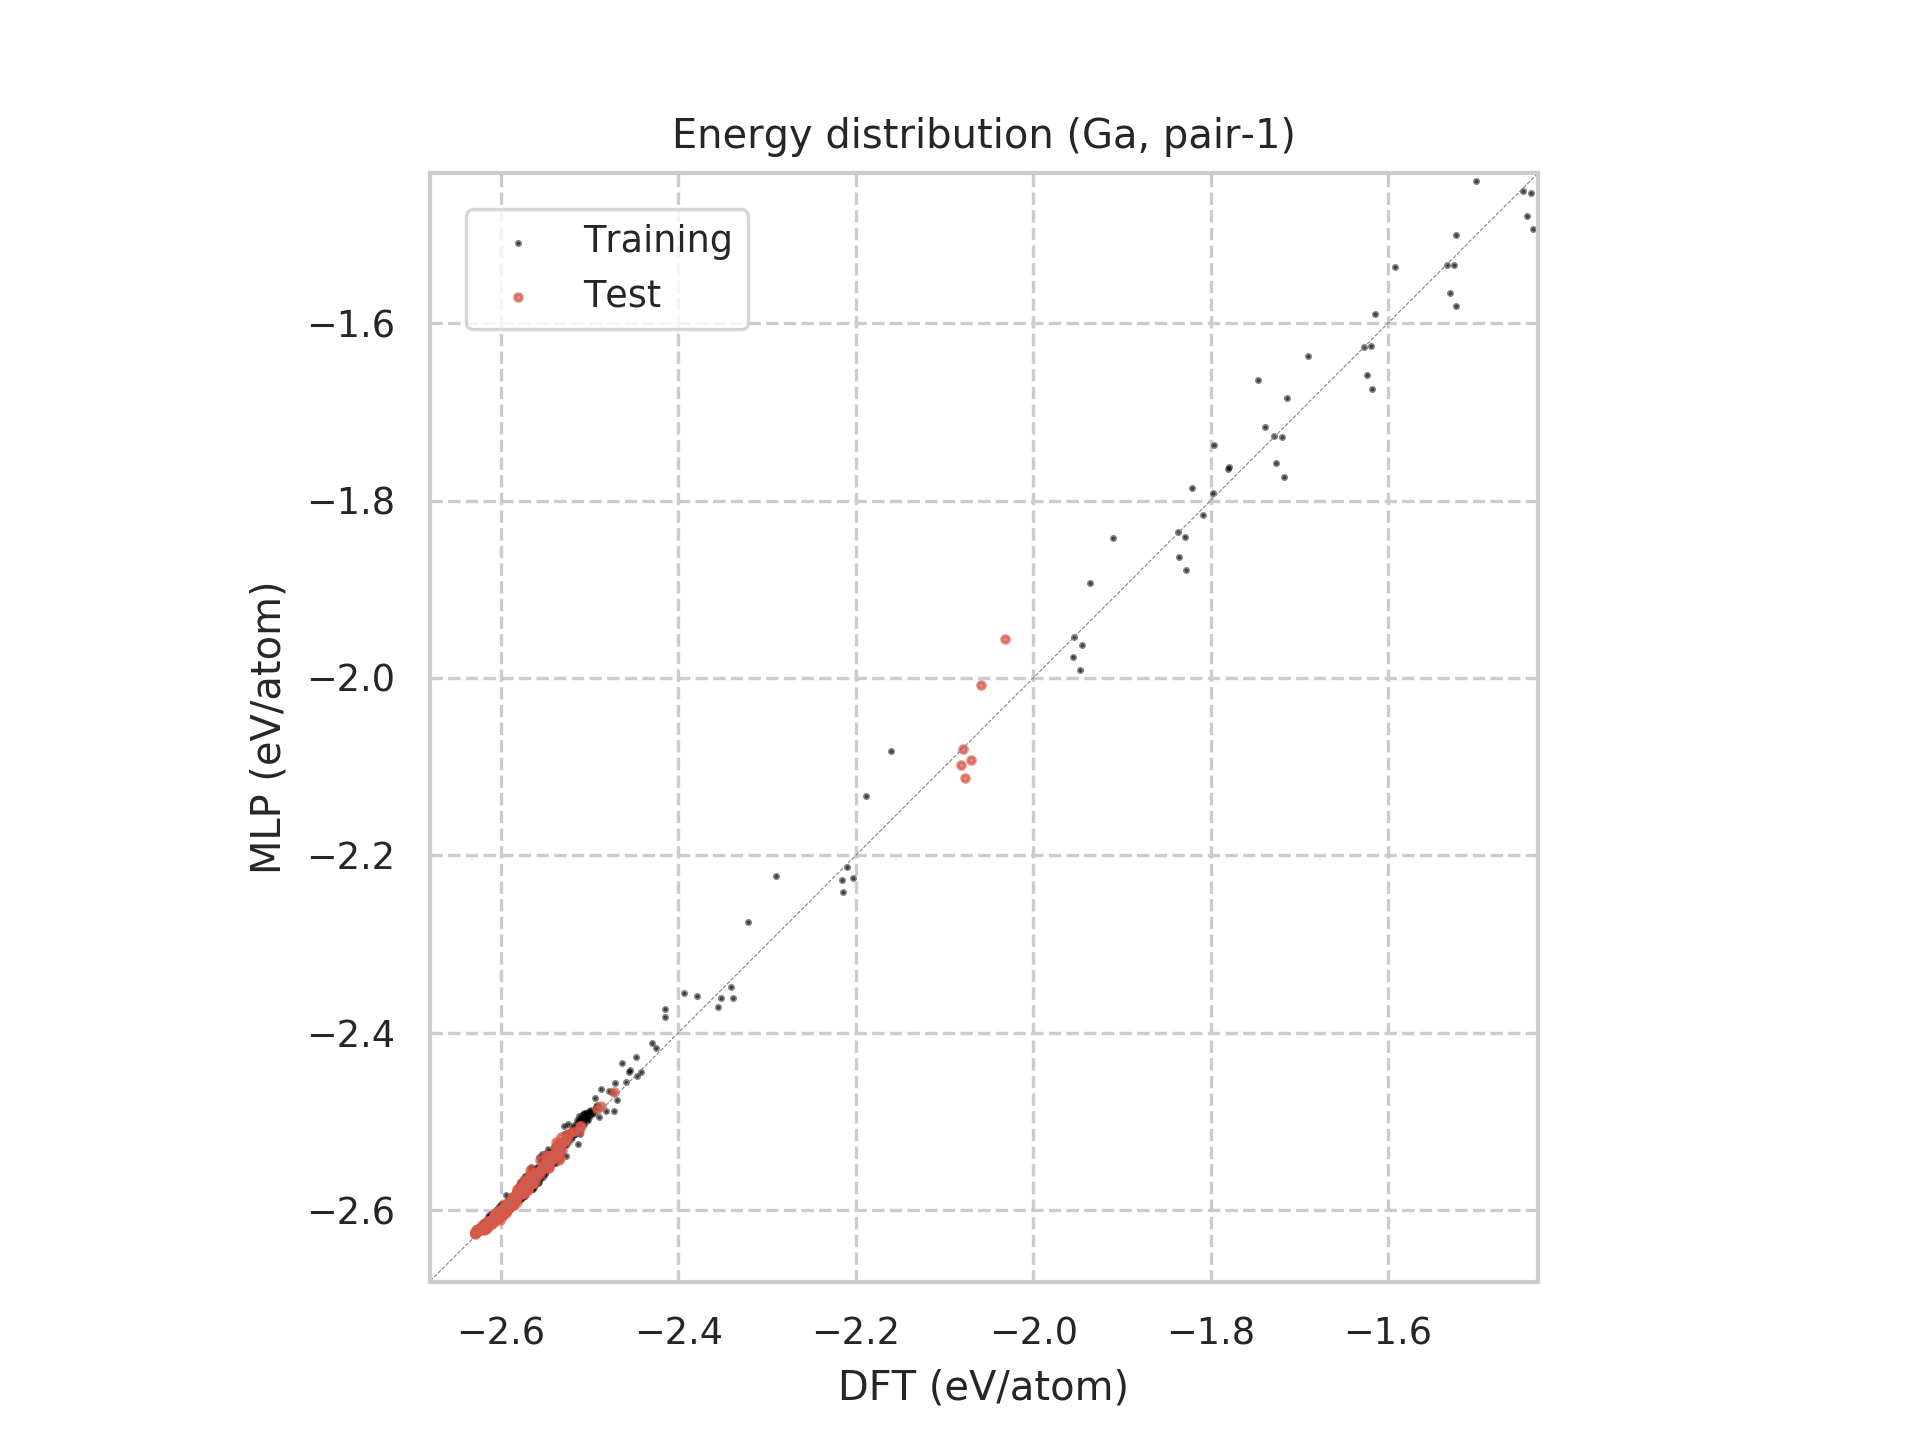 Energy distribution (Ga, pair-1)
Training
Test
MLP (eV/atom)
−1.6
−1.8
−2.0
−2.2
−2.4
−2.6
−2.6 −2.4 −2.2 −2.0 −1.8 −1.6
DFT (eV/atom)